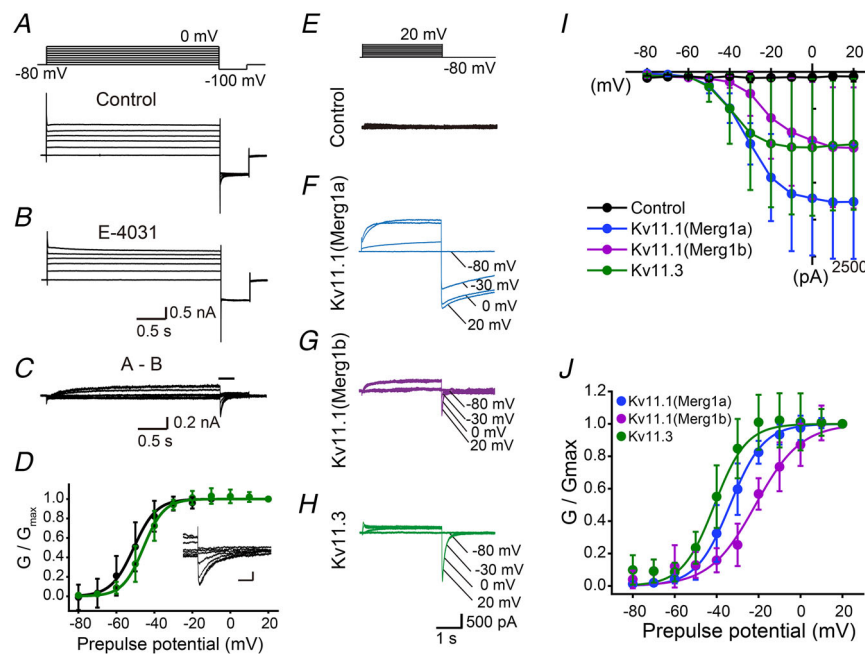 A
0 mV
-80 mV
-100 mV
Control
B
E-4031
0.5 nA
0.5 s
C
A - B
0.2 nA
0.5 s
D
G / Gmax
1.0
0.8
0.6
0.4
0.2
0.0
-80 -60 -40 -20 0 20
Prepulse potential (mV)
E
20 mV
-80 mV
Control
F
Kv11.1(Merg1a)
-80 mV
-30 mV
0 mV
20 mV
G
Kv11.1(Merg1b)
-80 mV
-30 mV
0 mV
20 mV
H
Kv11.3
-80 mV
-30 mV
0 mV
20 mV
500 pA
1 s
I
-80 -60 -40 -20 0 20
(mV)
Control
Kv11.1(Merg1a)
Kv11.1(Merg1b)
Kv11.3
2500
(pA)
J
Kv11.1(Merg1a)
Kv11.1(Merg1b)
Kv11.3
G / Gmax
1.2
1.0
0.8
0.6
0.4
0.2
0.0
-80 -60 -40 -20 0 20
Prepulse potential (mV)